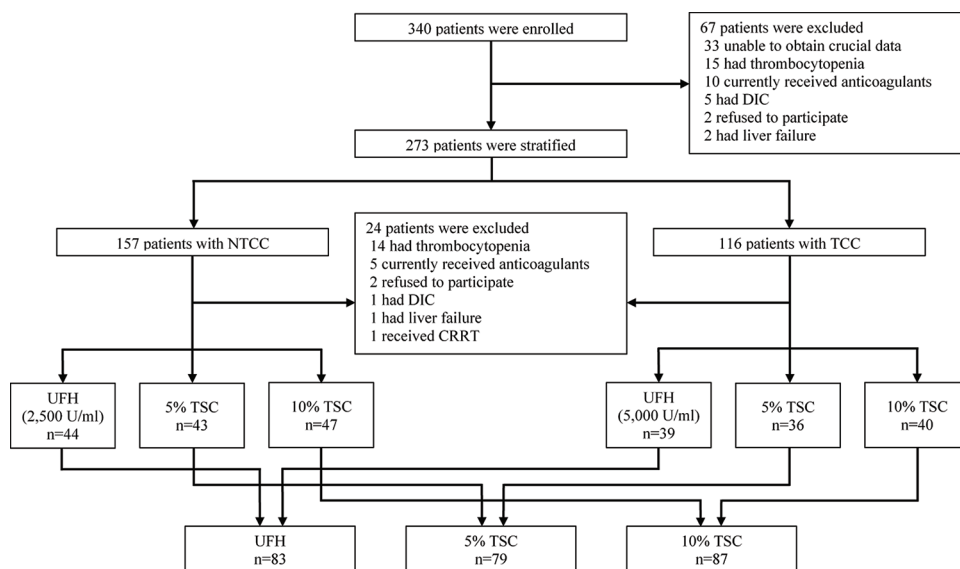 340 patients were enrolled
67 patients were excluded
33 unable to obtain crucial data
15 had thrombocytopenia
10 currently received anticoagulants
5 had DIC
2 refused to participate
2 had liver failure
273 patients were stratified
157 patients with NTCC
24 patients were excluded
14 had thrombocytopenia
5 currently received anticoagulants
2 refused to participate
1 had DIC
1 had liver failure
1 received CRRT
116 patients with TCC
UFH
(2,500 U/ml)
n=44
5% TSC
n=43
10% TSC
n=47
UFH
(5,000 U/ml)
n=39
5% TSC
n=36
10% TSC
n=40
UFH
n=83
5% TSC
n=79
10% TSC
n=87